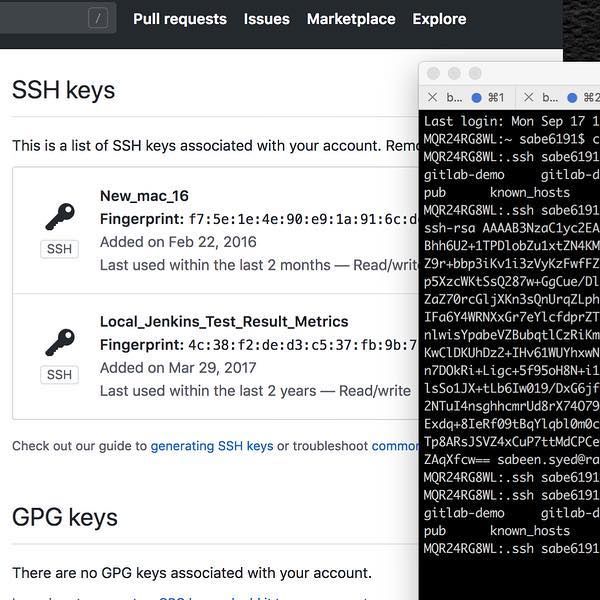 / Pull requests Issues Marketplace Explore
SSH keys
This is a list of SSH keys associated with your account.
New_mac_16
Fingerprint: f7:5e:1e:4e:90:e9:1a:91:6c:d
SSH
Added on Feb 22, 2016
Last used within the last 2 months — Read/write
Local_Jenkins_Test_Result_Metrics
Fingerprint: 4c:38:f2:de:d3:c5:37:fb:9b:7
SSH
Added on Mar 29, 2017
Last used within the last 2 years — Read/write
Check out our guide to generating SSH keys or troubleshoot
GPG keys
There are no GPG keys associated with your account.
× b... ⌘1 × b... ⌘2
Last login: Mon Sep 17 1
MQR24RG8WL:~ sabe6191$ c
MQR24RG8WL:.ssh sabe6191
gitlab-demo gitlab-d
pub known_hosts
MQR24RG8WL:.ssh sabe6191
ssh-rsa AAAAB3NzaC1yc2EA
Bhh6U2+1TPDlobZu1xtZN4KM
Z9r+bbp3iKv1i3zVyKzFwfFZ
p5XzcWKtSsQ287w+GgCue/Dl
ZaZ70rcGljXKn3sQnUrqZLph
IFa6Y4WRNXxGr7eYlcfdprZT
nlwisYpabeVZBubqtlCzRiKm
KwClDKUhDz2+IHv61WUYhxwN
n7DOkRi+Ligc+5f95oH8N+i1
lsSo1JX+tLb6Iw019/DxG6jf
2NTuI4nsghhcmrUd8rX74O79
Exdq+8IeRf09tBqYlqbl0m0c
Tp8ARsJSVZ4xCuP7ttMdCPCe
ZAqXfcw== sabeen.syed@ra
MQR24RG8WL:.ssh sabe6191
MQR24RG8WL:.ssh sabe6191
gitlab-demo gitlab-d
pub known_hosts
MQR24RG8WL:.ssh sabe6191